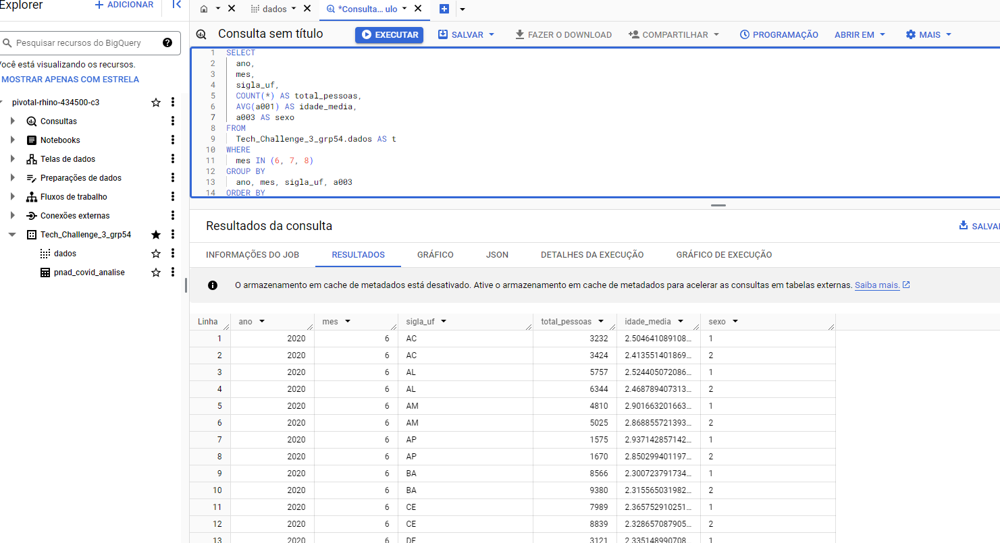 Explorer
ADICIONAR
dados
*Consulta… ulo
Pesquisar recursos do BigQuery
Você está visualizando os recursos.
MOSTRAR APENAS COM ESTRELA
pivotal-rhino-434500-c3
Consultas
Notebooks
Telas de dados
Preparações de dados
Fluxos de trabalho
Conexões externas
Tech_Challenge_3_grp54
dados
pnad_covid_analise
Consulta sem título
EXECUTAR
SALVAR
FAZER O DOWNLOAD
COMPARTILHAR
PROGRAMAÇÃO
ABRIR EM
MAIS
1 SELECT
2 ano,
3 mes,
4 sigla_uf,
5 COUNT(*) AS total_pessoas,
6 AVG(a001) AS idade_media,
7 a003 AS sexo
8 FROM
9 Tech_Challenge_3_grp54.dados AS t
10 WHERE
11 mes IN (6, 7, 8)
12 GROUP BY
13 ano, mes, sigla_uf, a003
14 ORDER BY
Resultados da consulta
SALVAR
INFORMAÇÕES DO JOB RESULTADOS GRÁFICO JSON DETALHES DA EXECUÇÃO GRÁFICO DE EXECUÇÃO
O armazenamento em cache de metadados está desativado. Ative o armazenamento em cache de metadados para acelerar as consultas em tabelas externas. Saiba mais.
Linha ano mes sigla_uf total_pessoas idade_media sexo
1 2020 6 AC 3232 2.504641089108… 1
2 2020 6 AC 3424 2.413551401869… 2
3 2020 6 AL 5757 2.524405072086… 1
4 2020 6 AL 6344 2.468789407313… 2
5 2020 6 AM 4810 2.901663201663… 1
6 2020 6 AM 5025 2.868855721393… 2
7 2020 6 AP 1575 2.937142857142… 1
8 2020 6 AP 1670 2.850299401197… 2
9 2020 6 BA 8566 2.300723791734… 1
10 2020 6 BA 9380 2.315565031982… 2
11 2020 6 CE 7989 2.365752910251… 1
12 2020 6 CE 8839 2.328657087905… 2
13 2020 6 DF 3121 2.335148990708… 1